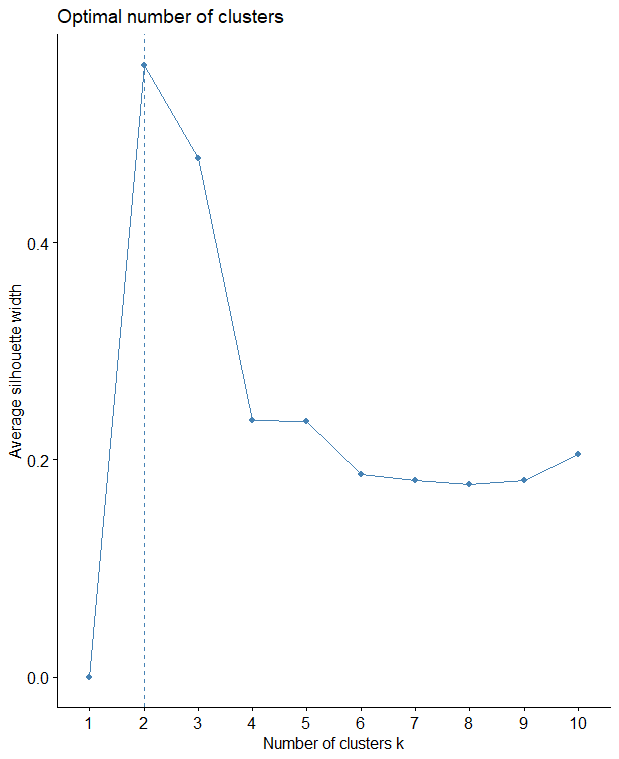 Optimal number of clusters
Average silhouette width
0.4
0.2
0.0
1 2 3 4 5 6 7 8 9 10
Number of clusters k